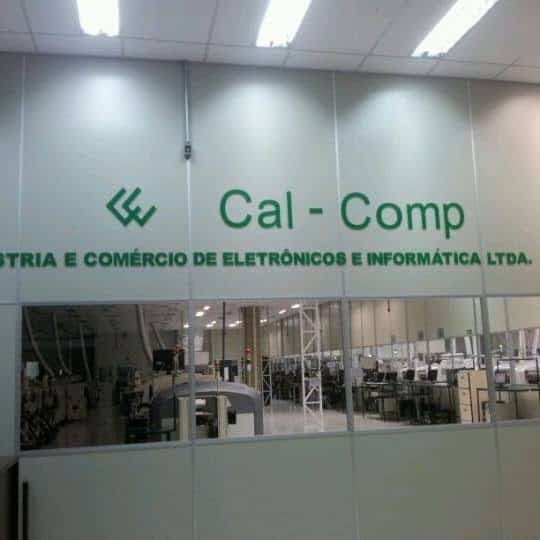 Cal - Comp
STRIA E COMÉRCIO DE ELETRÔNICOS E INFORMÁTICA LTDA.